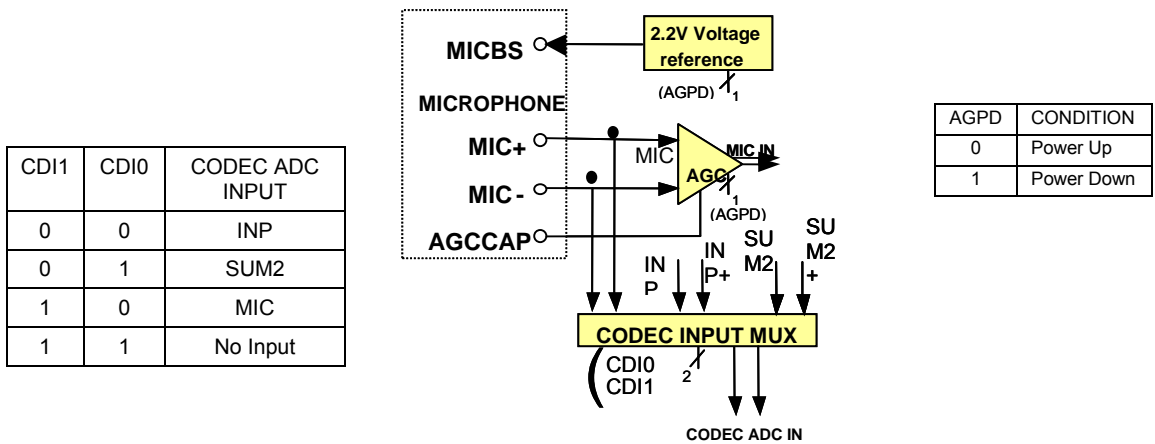 CDI1 CDI0 CODEC ADC
INPUT
0 0 INP
0 1 SUM2
1 0 MIC
1 1 No Input
MICBS
2.2V Voltage
reference
(AGPD) 1
MICROPHONE
MIC+
MIC
MIC IN
AGC
MIC -
1
(AGPD)
AGCCAP
IN
P
IN
P+
SU
M2
SU
M2
+
CODEC INPUT MUX
( CDI0
CDI1
2
CODEC ADC IN
AGPD CONDITION
0 Power Up
1 Power Down